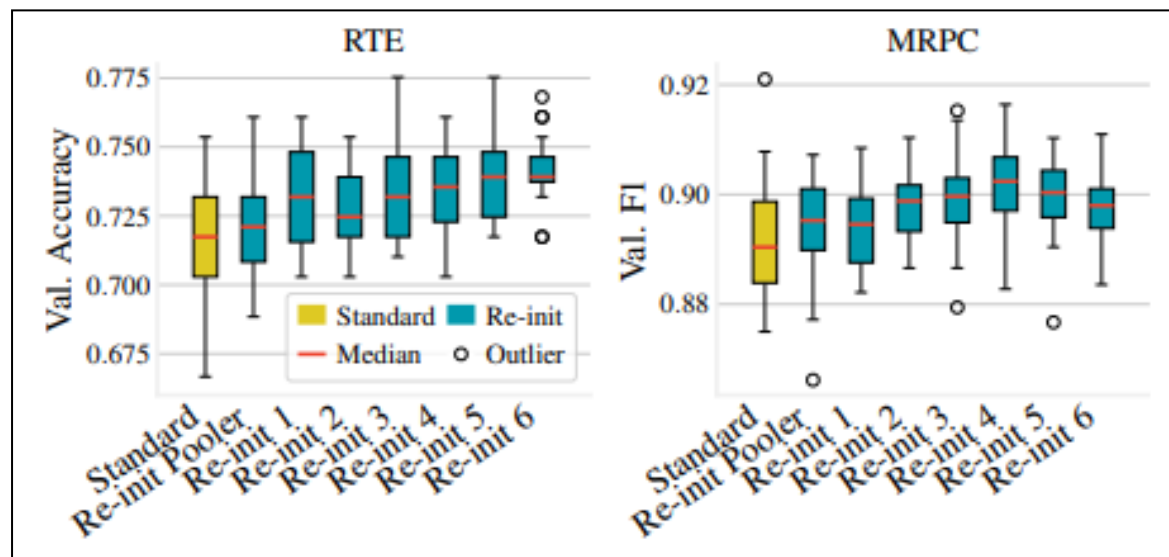 RTE
Val. Accuracy
0.775
0.750
0.725
0.700
0.675
Standard
Re-init
Median
Outlier
Standard
Re-init Pooler
Re-init 1
Re-init 2
Re-init 3
Re-init 4
Re-init 5
Re-init 6
MRPC
Val. F1
0.92
0.90
0.88
Standard
Re-init Pooler
Re-init 1
Re-init 2
Re-init 3
Re-init 4
Re-init 5
Re-init 6